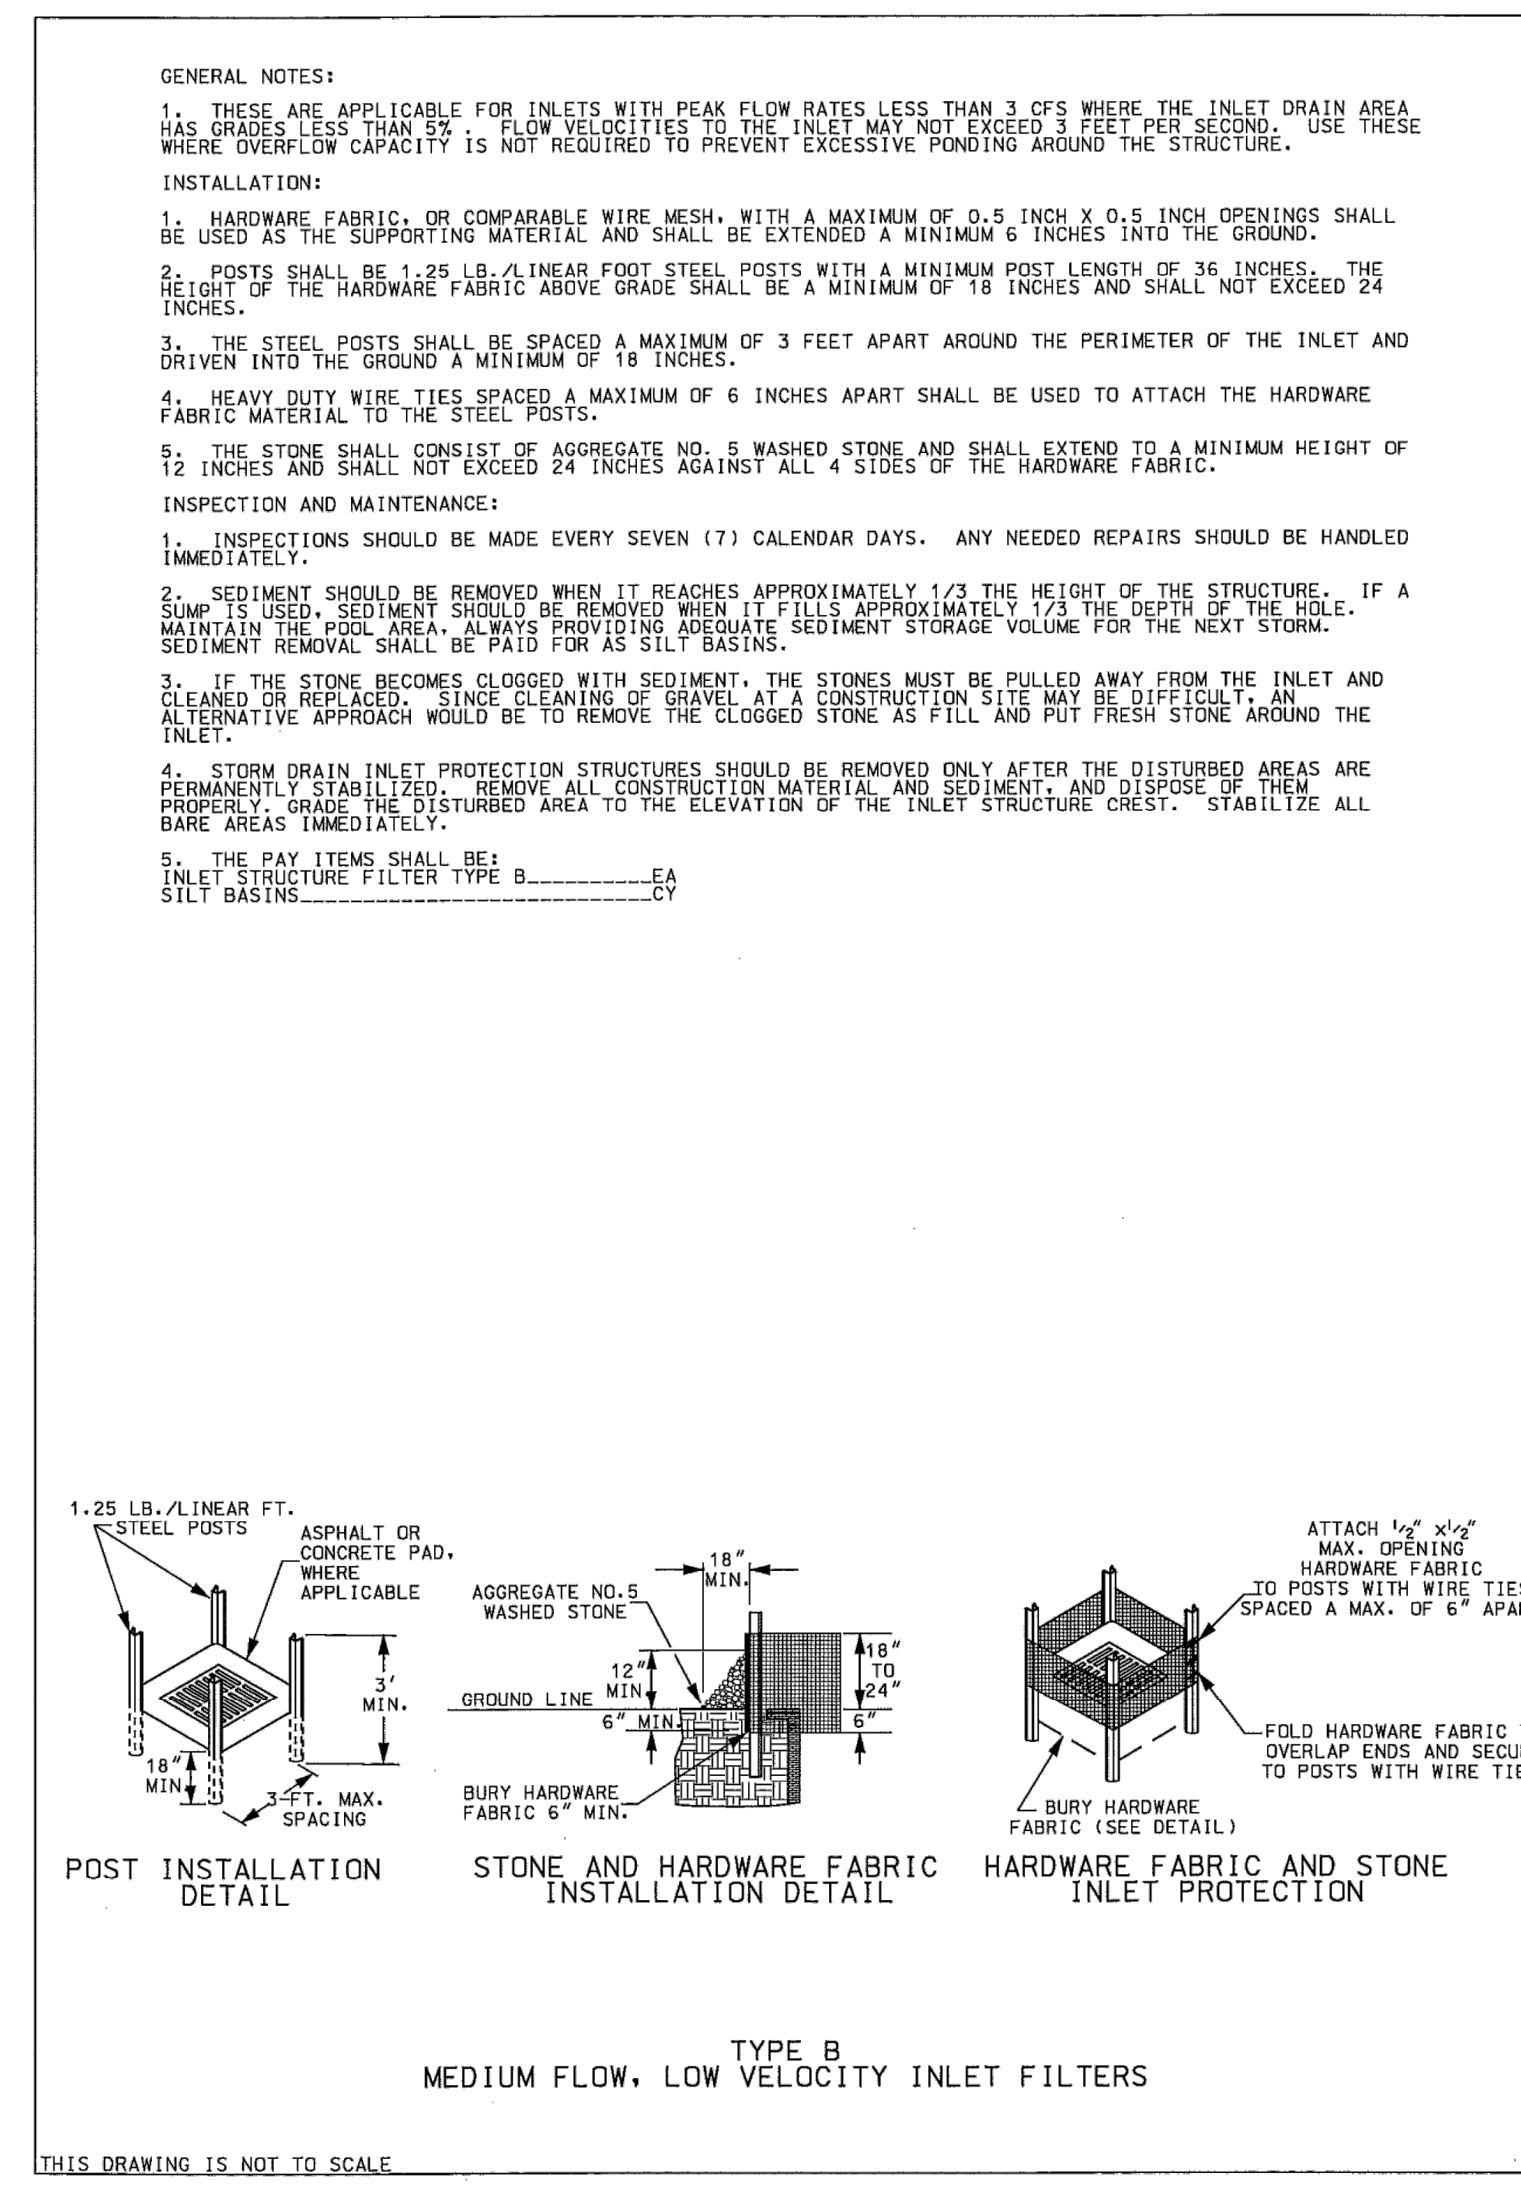 GENERAL NOTES:
1. THESE ARE APPLICABLE FOR INLETS WITH PEAK FLOW RATES LESS THAN 3 CFS WHERE THE INLET DRAIN AREA
HAS GRADES LESS THAN 5% . FLOW VELOCITIES TO THE INLET MAY NOT EXCEED 3 FEET PER SECOND. USE THESE
WHERE OVERFLOW CAPACITY IS NOT REQUIRED TO PREVENT EXCESSIVE PONDING AROUND THE STRUCTURE.
INSTALLATION:
1. HARDWARE FABRIC, OR COMPARABLE WIRE MESH, WITH A MAXIMUM OF 0.5 INCH X 0.5 INCH OPENINGS SHALL
BE USED AS THE SUPPORTING MATERIAL AND SHALL BE EXTENDED A MINIMUM 6 INCHES INTO THE GROUND.
2. POSTS SHALL BE 1.25 LB./LINEAR FOOT STEEL POSTS WITH A MINIMUM POST LENGTH OF 36 INCHES. THE
HEIGHT OF THE HARDWARE FABRIC ABOVE GRADE SHALL BE A MINIMUM OF 18 INCHES AND SHALL NOT EXCEED 24
INCHES.
3. THE STEEL POSTS SHALL BE SPACED A MAXIMUM OF 3 FEET APART AROUND THE PERIMETER OF THE INLET AND
DRIVEN INTO THE GROUND A MINIMUM OF 18 INCHES.
4. HEAVY DUTY WIRE TIES SPACED A MAXIMUM OF 6 INCHES APART SHALL BE USED TO ATTACH THE HARDWARE
FABRIC MATERIAL TO THE STEEL POSTS.
5. THE STONE SHALL CONSIST OF AGGREGATE NO. 5 WASHED STONE AND SHALL EXTEND TO A MINIMUM HEIGHT OF
12 INCHES AND SHALL NOT EXCEED 24 INCHES AGAINST ALL 4 SIDES OF THE HARDWARE FABRIC.
INSPECTION AND MAINTENANCE:
1. INSPECTIONS SHOULD BE MADE EVERY SEVEN (7) CALENDAR DAYS. ANY NEEDED REPAIRS SHOULD BE HANDLED
IMMEDIATELY.
2. SEDIMENT SHOULD BE REMOVED WHEN IT REACHES APPROXIMATELY 1/3 THE HEIGHT OF THE STRUCTURE. IF A
SUMP IS USED, SEDIMENT SHOULD BE REMOVED WHEN IT FILLS APPROXIMATELY 1/3 THE DEPTH OF THE HOLE.
MAINTAIN THE POOL AREA, ALWAYS PROVIDING ADEQUATE SEDIMENT STORAGE VOLUME FOR THE NEXT STORM.
SEDIMENT REMOVAL SHALL BE PAID FOR AS SILT BASINS.
3. IF THE STONE BECOMES CLOGGED WITH SEDIMENT, THE STONES MUST BE PULLED AWAY FROM THE INLET AND
CLEANED OR REPLACED. SINCE CLEANING OF GRAVEL AT A CONSTRUCTION SITE MAY BE DIFFICULT, AN
ALTERNATIVE APPROACH WOULD BE TO REMOVE THE CLOGGED STONE AS FILL AND PUT FRESH STONE AROUND THE
INLET.
4. STORM DRAIN INLET PROTECTION STRUCTURES SHOULD BE REMOVED ONLY AFTER THE DISTURBED AREAS ARE
PERMANENTLY STABILIZED. REMOVE ALL CONSTRUCTION MATERIAL AND SEDIMENT, AND DISPOSE OF THEM
PROPERLY. GRADE THE DISTURBED AREA TO THE ELEVATION OF THE INLET STRUCTURE CREST. STABILIZE ALL
BARE AREAS IMMEDIATELY.
5. THE PAY ITEMS SHALL BE:
INLET STRUCTURE FILTER TYPE B__________EA
SILT BASINS____________________________CY
1.25 LB./LINEAR FT.
STEEL POSTS
ASPHALT OR
CONCRETE PAD,
WHERE
APPLICABLE
3'
MIN.
18"
MIN
3-FT. MAX.
SPACING
POST INSTALLATION
DETAIL
18"
MIN.
AGGREGATE NO.5
WASHED STONE
12"
MIN
GROUND LINE
6" MIN.
18"
TO
24"
6"
BURY HARDWARE
FABRIC 6" MIN.
STONE AND HARDWARE FABRIC
INSTALLATION DETAIL
ATTACH 1/2" x1/2"
MAX. OPENING
HARDWARE FABRIC
TO POSTS WITH WIRE TIES
SPACED A MAX. OF 6" APA
FOLD HARDWARE FABRIC
OVERLAP ENDS AND SECU
TO POSTS WITH WIRE TIE
BURY HARDWARE
FABRIC (SEE DETAIL)
HARDWARE FABRIC AND STONE
INLET PROTECTION
TYPE B
MEDIUM FLOW, LOW VELOCITY INLET FILTERS
THIS DRAWING IS NOT TO SCALE